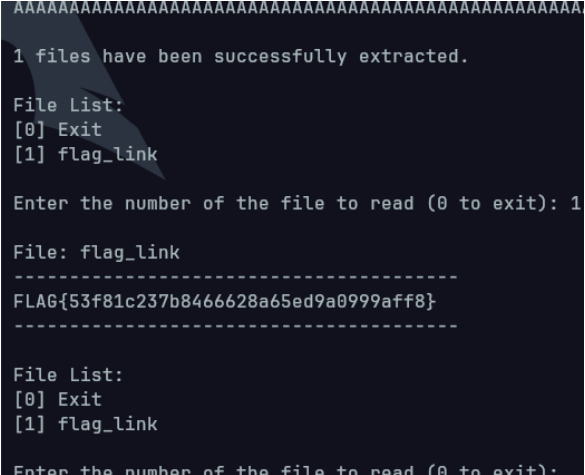 AAAAAAAAAAAAAAAAAAAAAAAAAAAAAAAAAAAAAAAAAAAAAAAAAAA
1 files have been successfully extracted.
File List:
[0] Exit
[1] flag_link
Enter the number of the file to read (0 to exit): 1
File: flag_link
----------------------------------------
FLAG{53f81c237b8466628a65ed9a0999aff8}
----------------------------------------
File List:
[0] Exit
[1] flag_link
Enter the number of the file to read (0 to exit):